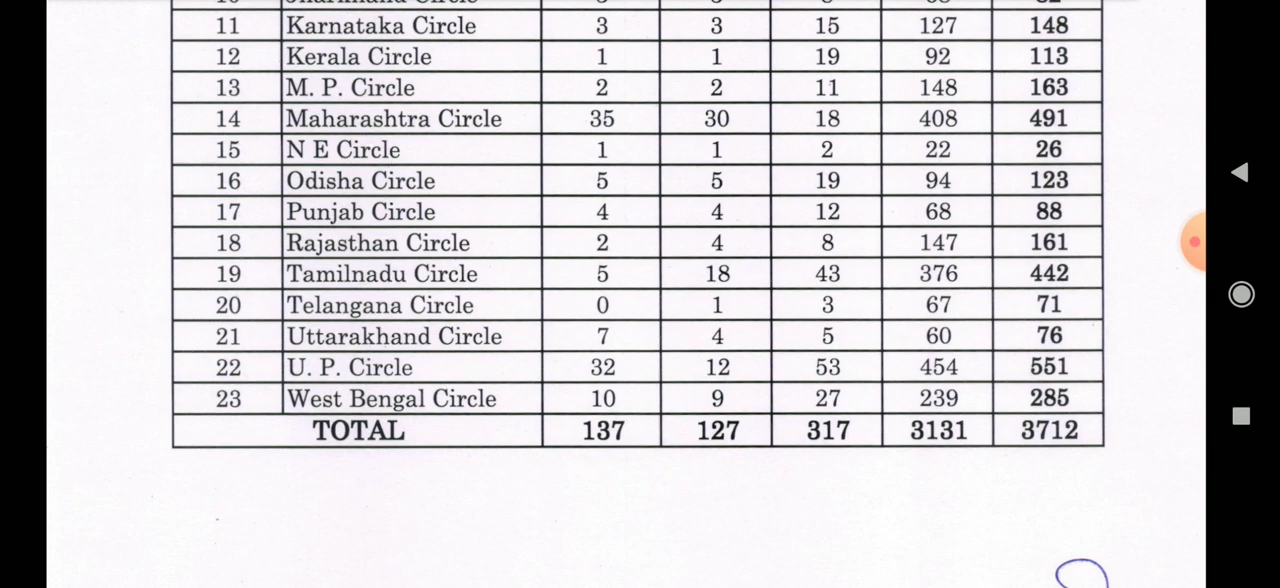 11 Karnataka Circle 3 3 15 127 148
12 Kerala Circle 1 1 19 92 113
13 M. P. Circle 2 2 11 148 163
14 Maharashtra Circle 35 30 18 408 491
15 N E Circle 1 1 2 22 26
16 Odisha Circle 5 5 19 94 123
17 Punjab Circle 4 4 12 68 88
18 Rajasthan Circle 2 4 8 147 161
19 Tamilnadu Circle 5 18 43 376 442
20 Telangana Circle 0 1 3 67 71
21 Uttarakhand Circle 7 4 5 60 76
22 U. P. Circle 32 12 53 454 551
23 West Bengal Circle 10 9 27 239 285
TOTAL 137 127 317 3131 3712